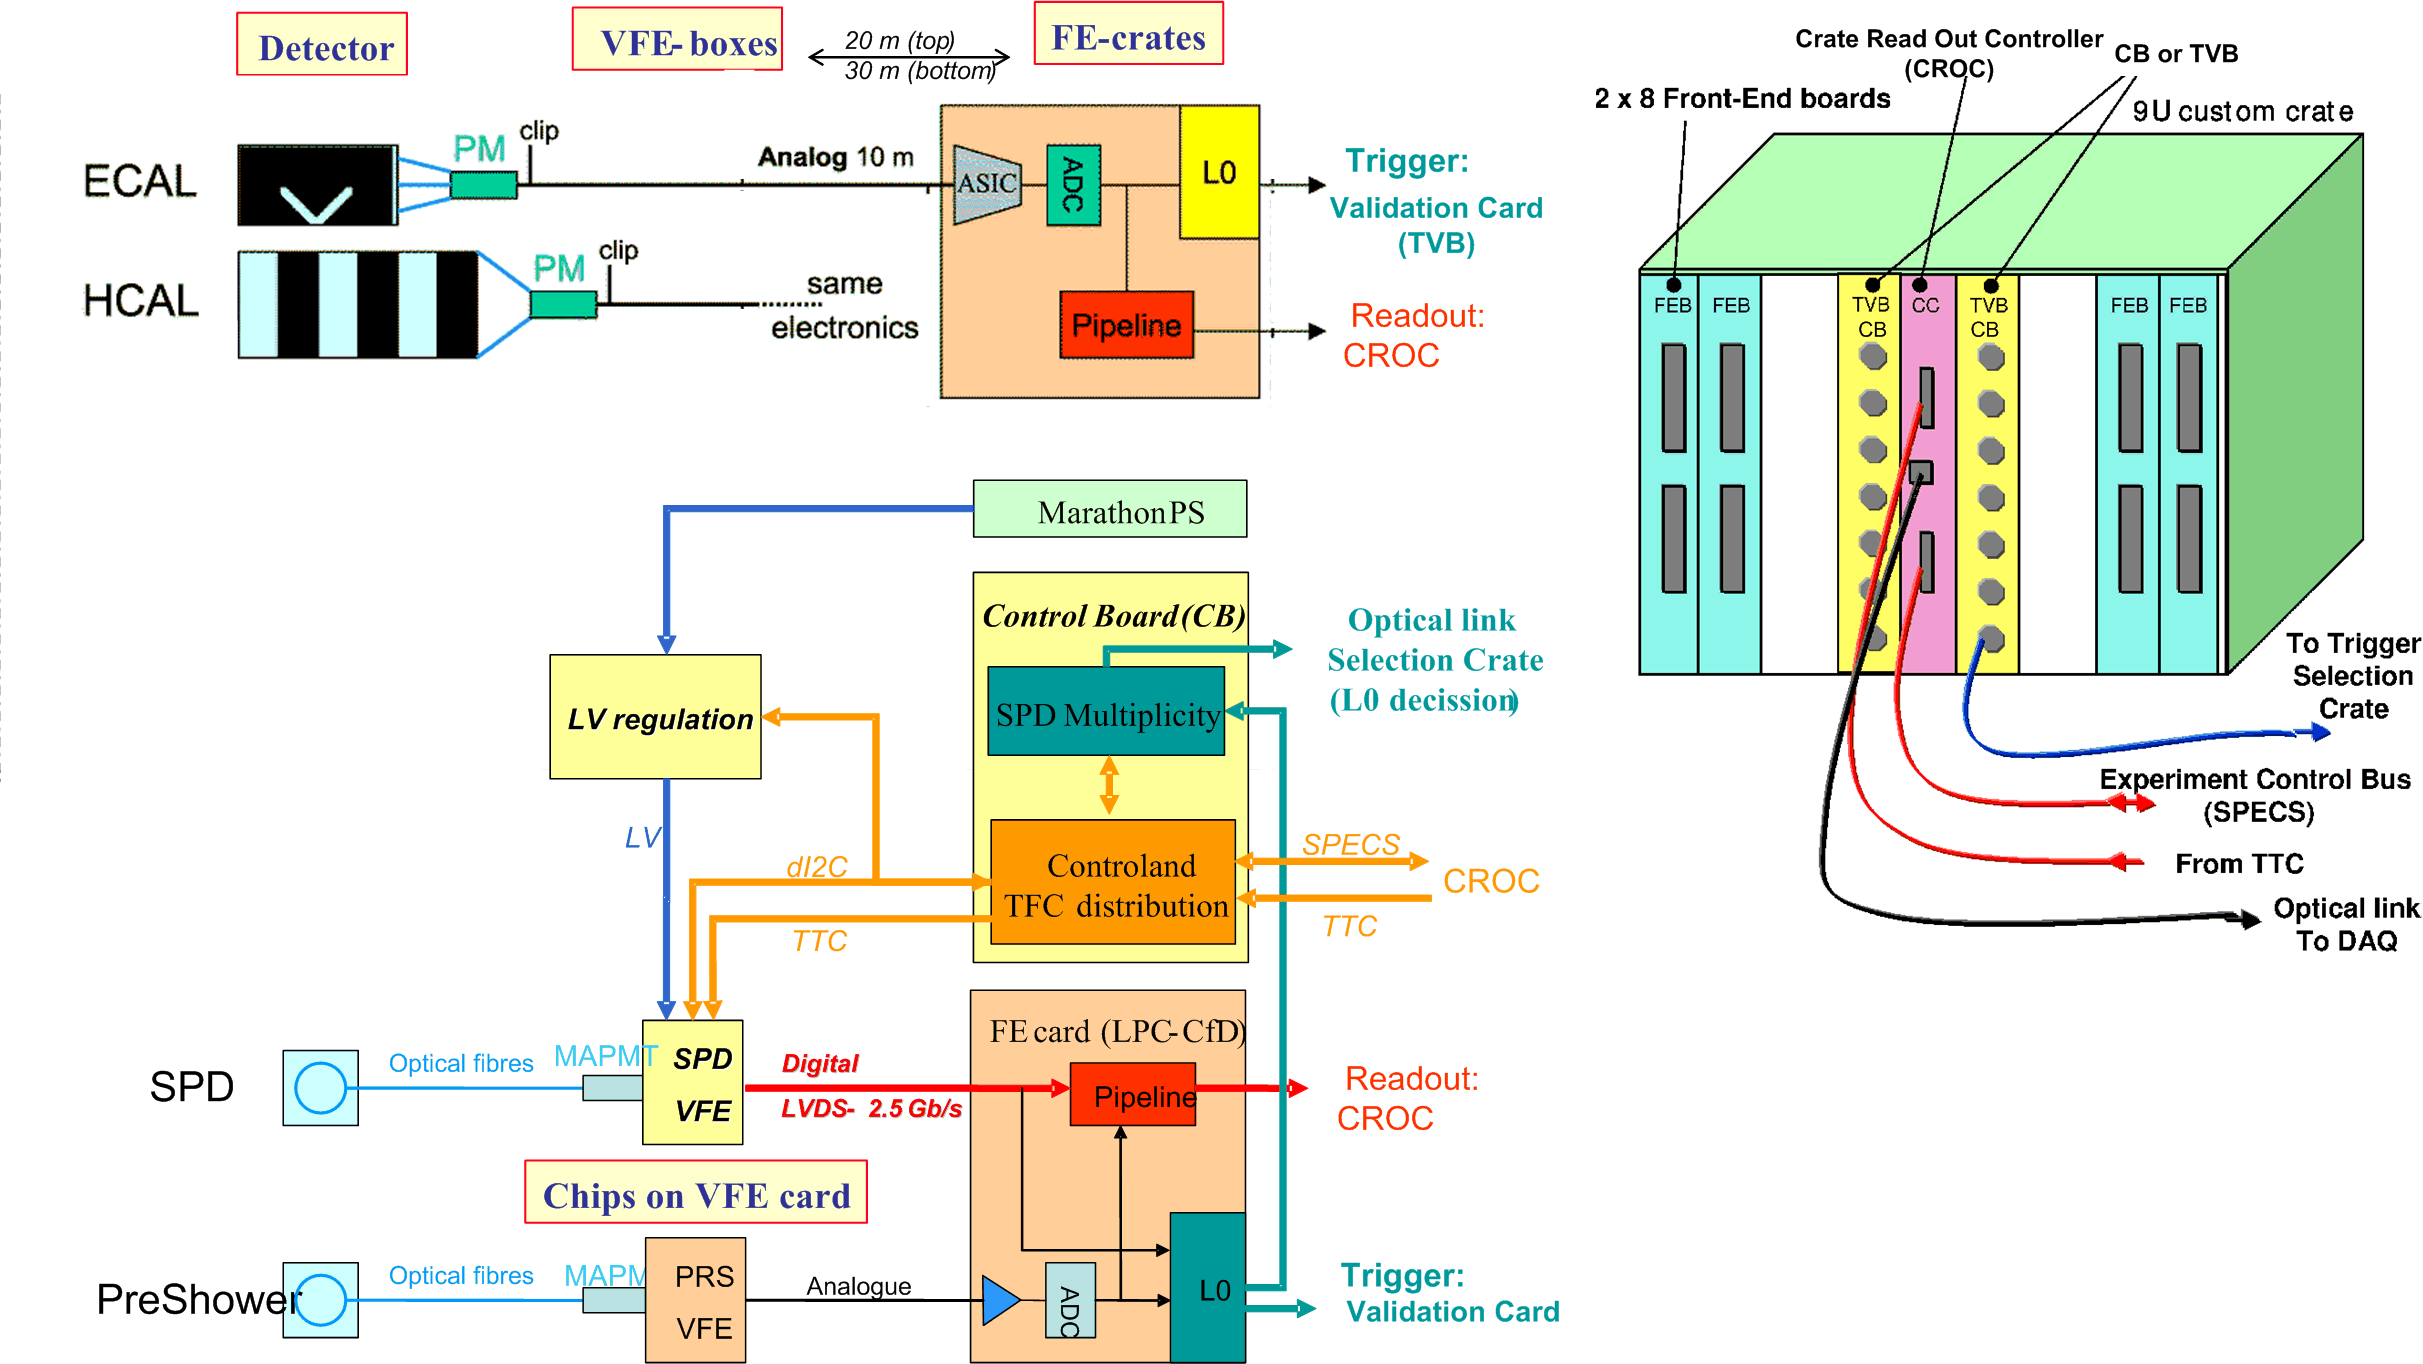 Detector
VFE- boxes
20 m (top)
30 m (bottom)
FE-crates
ECAL
PM
clip
Analog 10 m
ASIC
ADC
L0
Trigger:
Validation Card
(TVB)
HCAL
PM
clip
same
electronics
Pipeline
Readout:
CROC
Crate Read Out Controller
(CROC)
CB or TVB
2 x 8 Front-End boards
9U custom crate
FEB
FEB
TVB
CB
CC
TVB
CB
FEB
FEB
To Trigger
Selection
Crate
Experiment Control Bus
(SPECS)
From TTC
Optical link
To DAQ
Marathon PS
Control Board (CB)
SPD Multiplicity
Optical link
Selection Crate
(L0 decission)
LV regulation
LV
dI2C
TTC
Controland
TFC distribution
SPECS
CROC
TTC
SPD
Optical fibres
MAPMT
SPD
VFE
Digital
LVDS- 2.5 Gb/s
FE card (LPC-CfD)
Pipeline
Readout:
CROC
Chips on VFE card
PreShower
Optical fibres
MAPM
PRS
VFE
Analogue
ADC
L0
Trigger:
Validation Card